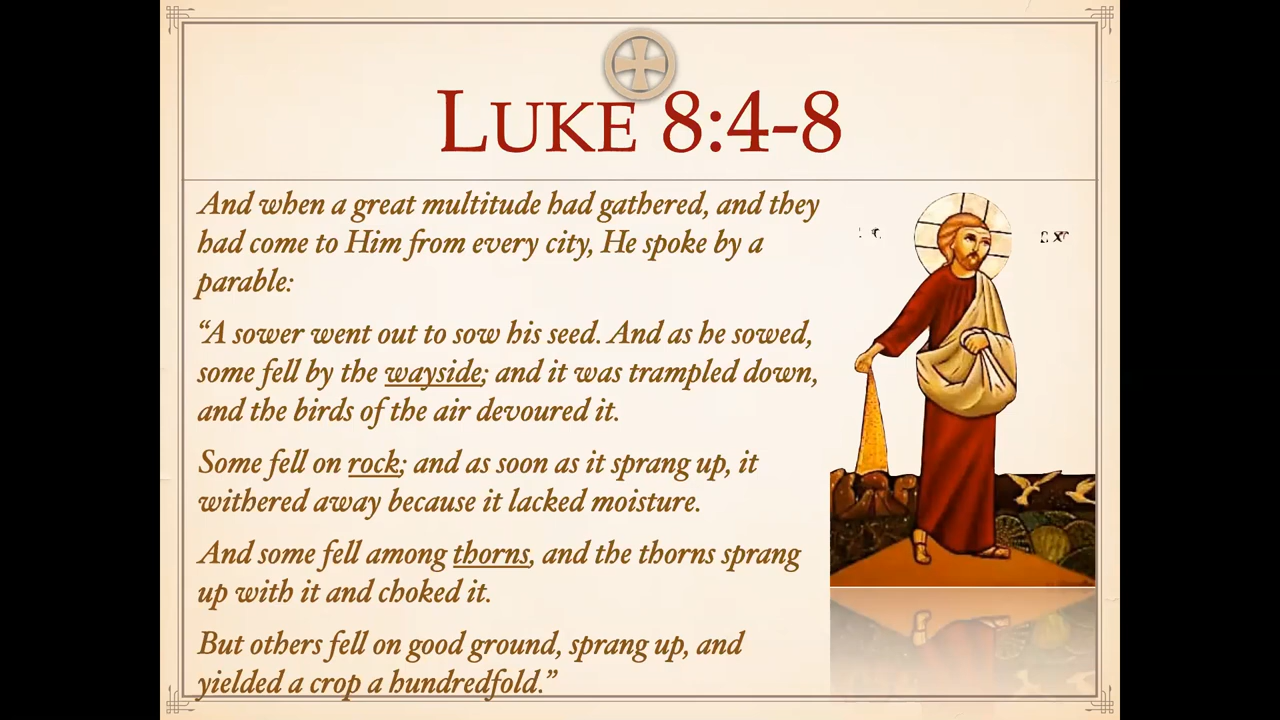 LUKE 8:4-8
And when a great multitude had gathered, and they
had come to Him from every city, He spoke by a
parable:
“A sower went out to sow his seed. And as he sowed,
some fell by the wayside; and it was trampled down,
and the birds of the air devoured it.
Some fell on rock; and as soon as it sprang up, it
withered away because it lacked moisture.
And some fell among thorns, and the thorns sprang
up with it and choked it.
But others fell on good ground, sprang up, and
yielded a crop a hundredfold.”